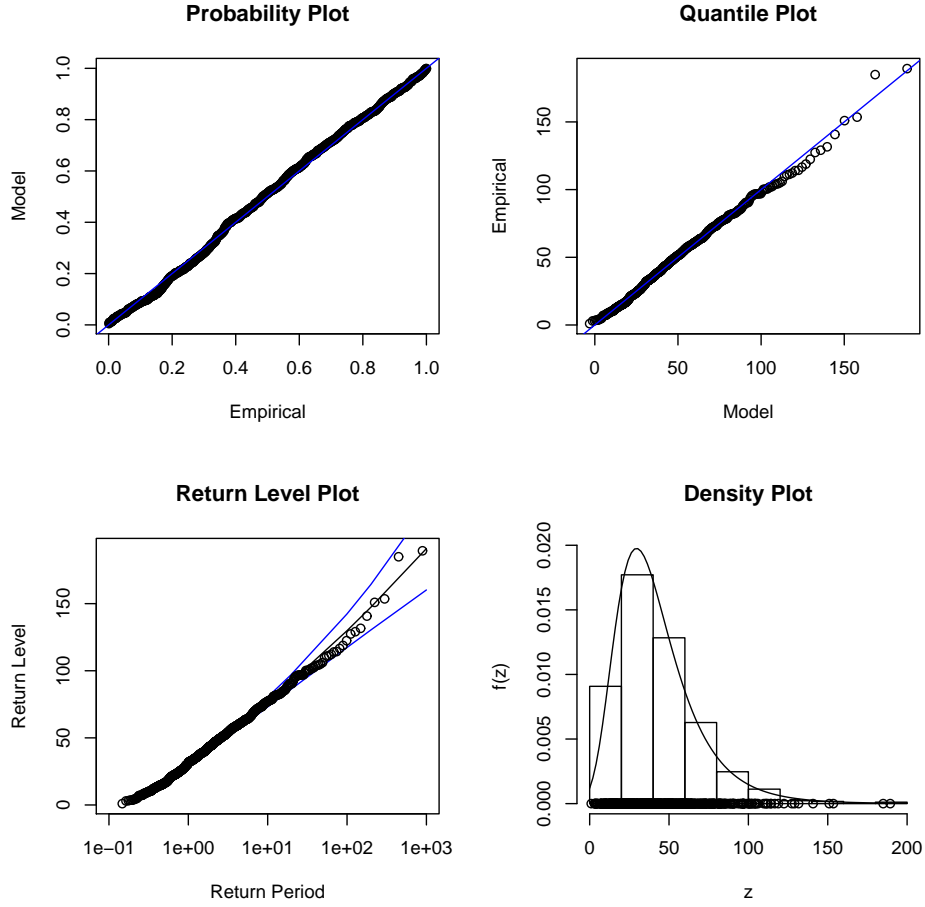 Probability Plot
Model
0.0 0.2 0.4 0.6 0.8 1.0
0.0 0.2 0.4 0.6 0.8 1.0
Empirical
Quantile Plot
Empirical
0 50 100 150
0 50 100 150
Model
Return Level Plot
Return Level
0 50 100 150
1e−01 1e+00 1e+01 1e+02 1e+03
Return Period
Density Plot
f(z)
0.000 0.005 0.010 0.015 0.020
0 50 100 150 200
z